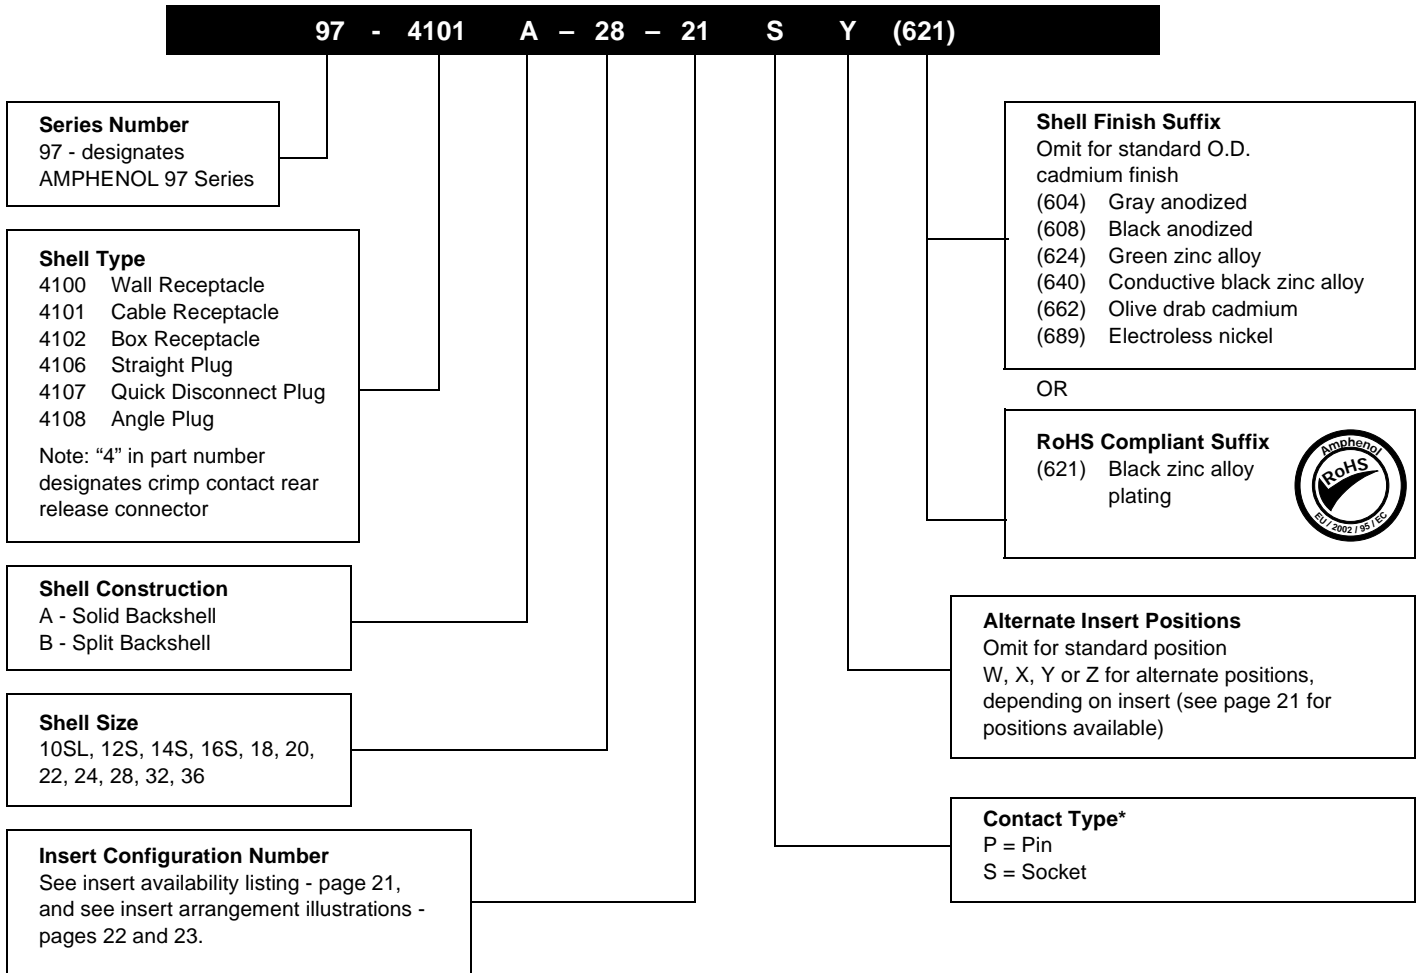 97 - 4101 A – 28 – 21 S Y (621)
Series Number
97 - designates
AMPHENOL 97 Series
Shell Type
4100 Wall Receptacle
4101 Cable Receptacle
4102 Box Receptacle
4106 Straight Plug
4107 Quick Disconnect Plug
4108 Angle Plug
Note: “4” in part number
designates crimp contact rear
release connector
Shell Construction
A - Solid Backshell
B - Split Backshell
Shell Size
10SL, 12S, 14S, 16S, 18, 20,
22, 24, 28, 32, 36
Insert Configuration Number
See insert availability listing - page 21,
and see insert arrangement illustrations -
pages 22 and 23.
Shell Finish Suffix
Omit for standard O.D.
cadmium finish
(604) Gray anodized
(608) Black anodized
(624) Green zinc alloy
(640) Conductive black zinc alloy
(662) Olive drab cadmium
(689) Electroless nickel
OR
RoHS Compliant Suffix
(621) Black zinc alloy
plating
Amphenol
RoHS
EU / 2002 / 95 / EC
Alternate Insert Positions
Omit for standard position
W, X, Y or Z for alternate positions,
depending on insert (see page 21 for
positions available)
Contact Type*
P = Pin
S = Socket